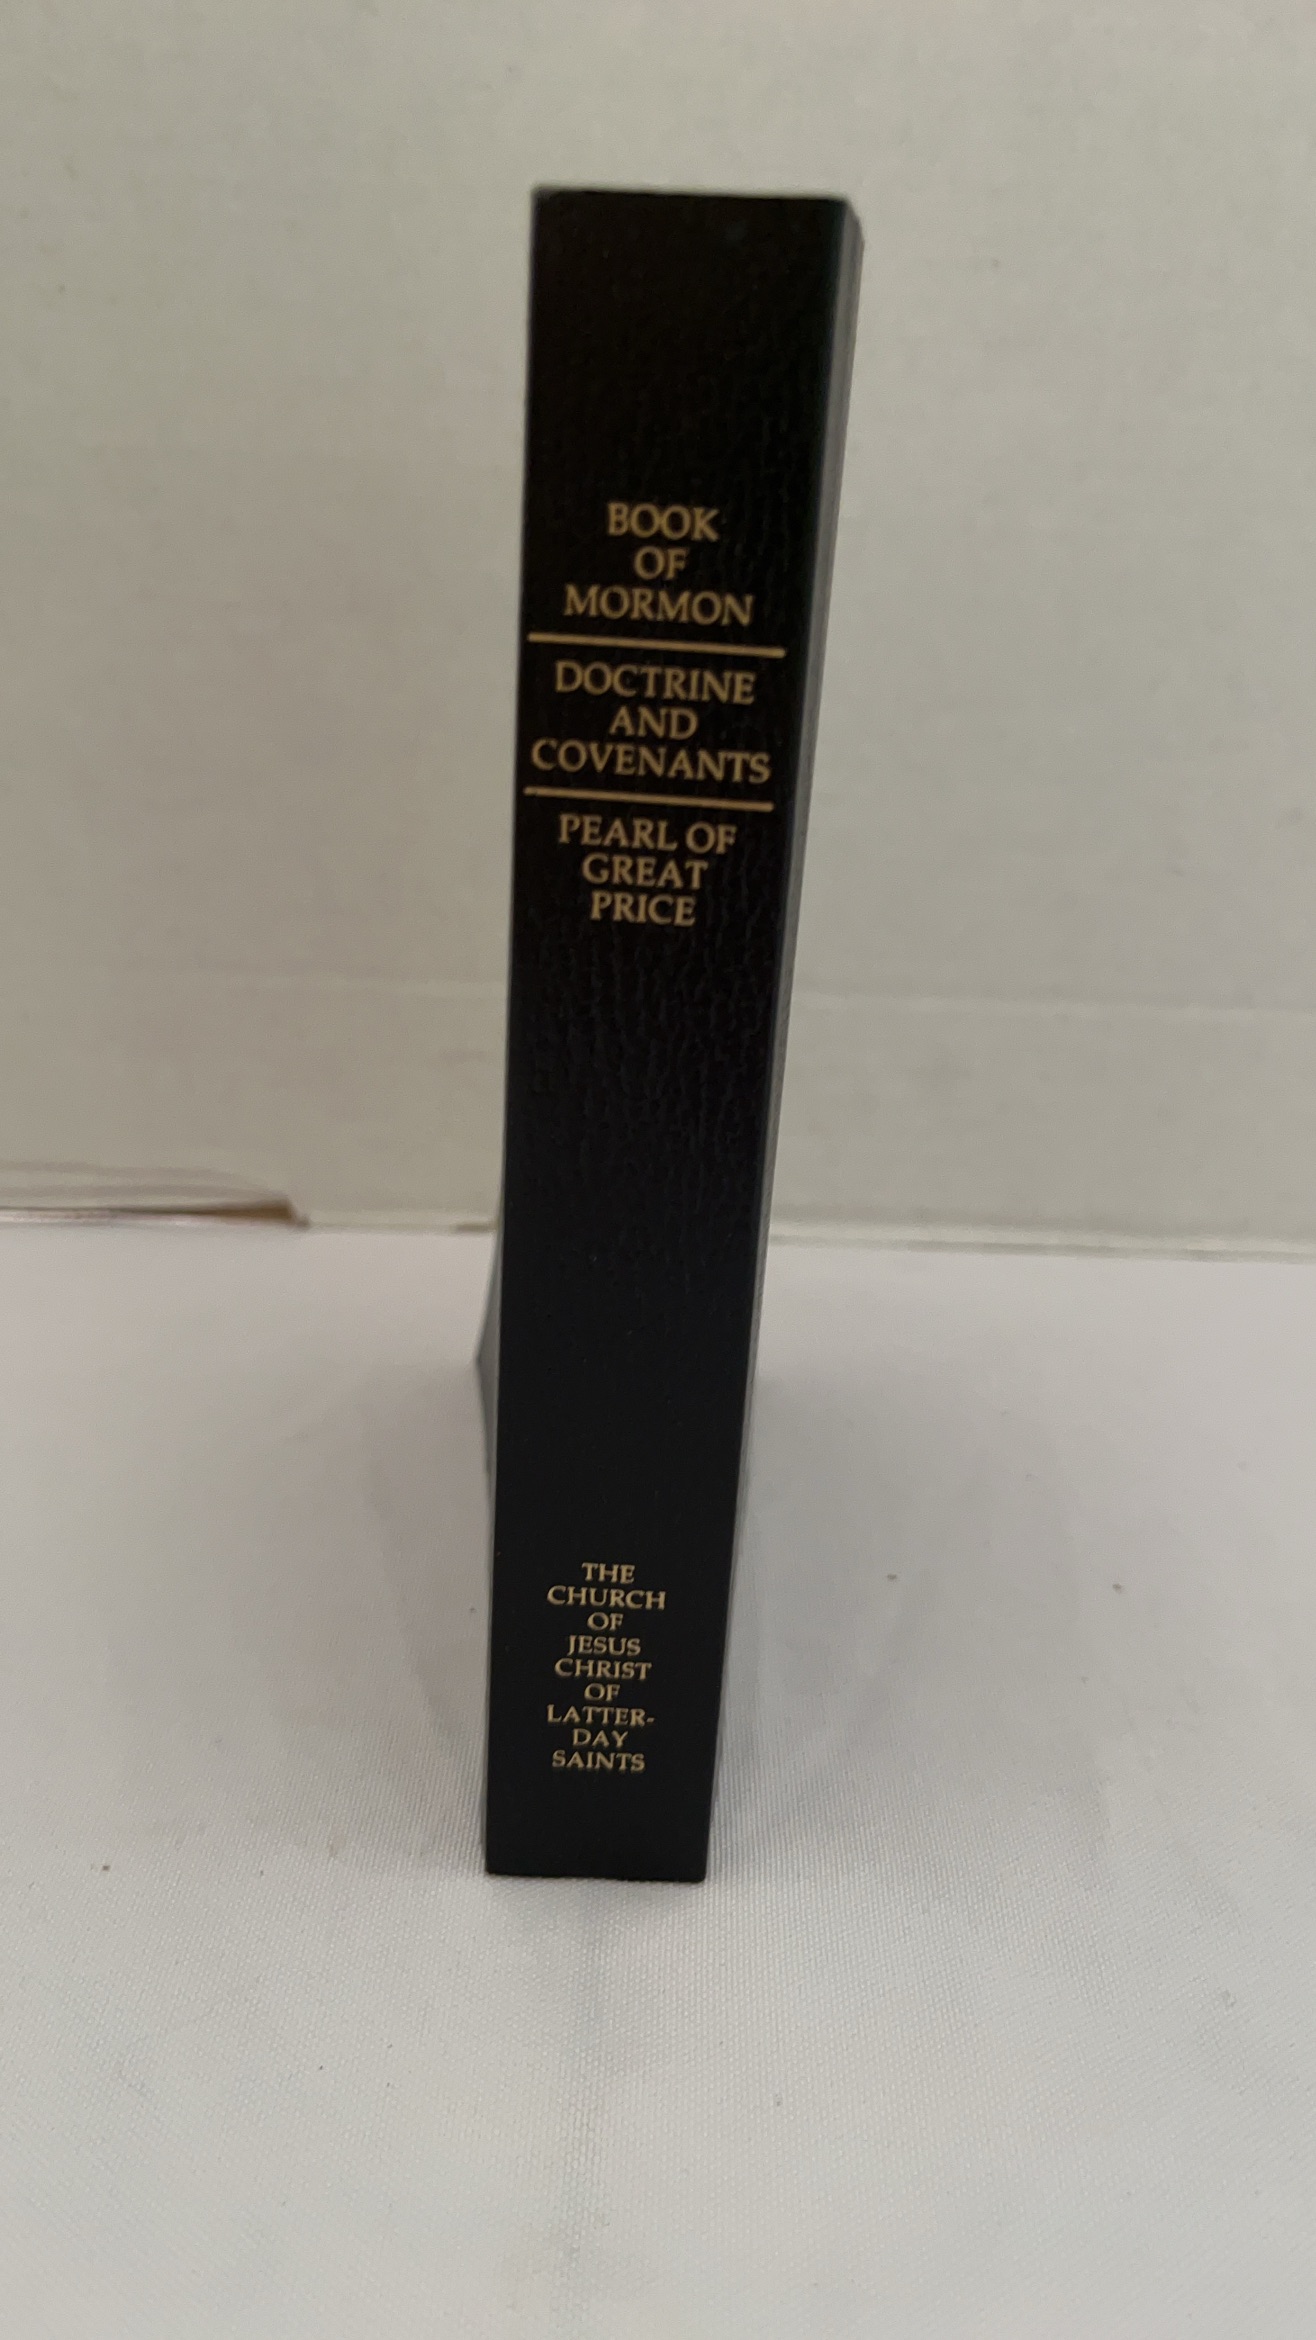 BOOK
OF
MORMON
DOCTRINE
AND
COVENANTS
PEARL OF
GREAT
PRICE
THE
CHURCH
OF
JESUS
CHRIST
OF
LATTER-
DAY
SAINTS